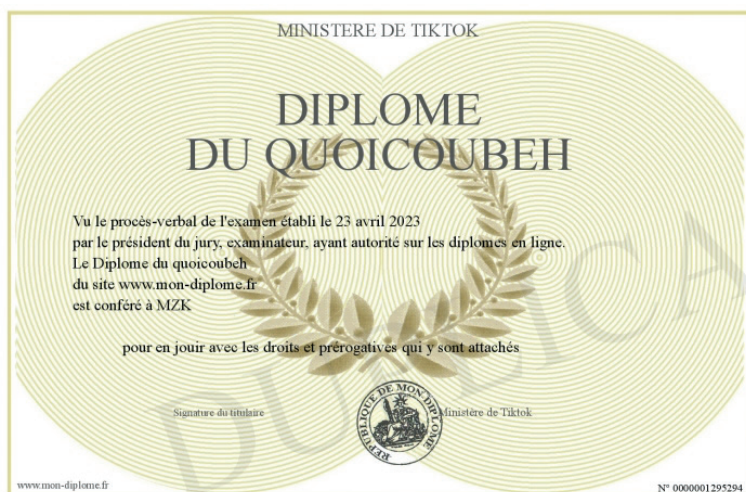 MINISTERE DE TIKTOK
DIPLOME
DU QUOICOUBEH
Vu le procès-verbal de l'examen établi le 23 avril 2023
par le président du jury, examinateur, ayant autorité sur les diplomes en ligne.
Le Diplome du quoicoubeh
du site www.mon-diplome.fr
est conféré à MZK
pour en jouir avec les droits et prérogatives qui y sont attachés
Signature du titulaire
REPUBLIQUE DE MON-DIPLOME
Ministère de Tiktok
www.mon-diplome.fr
N° 0000001295294